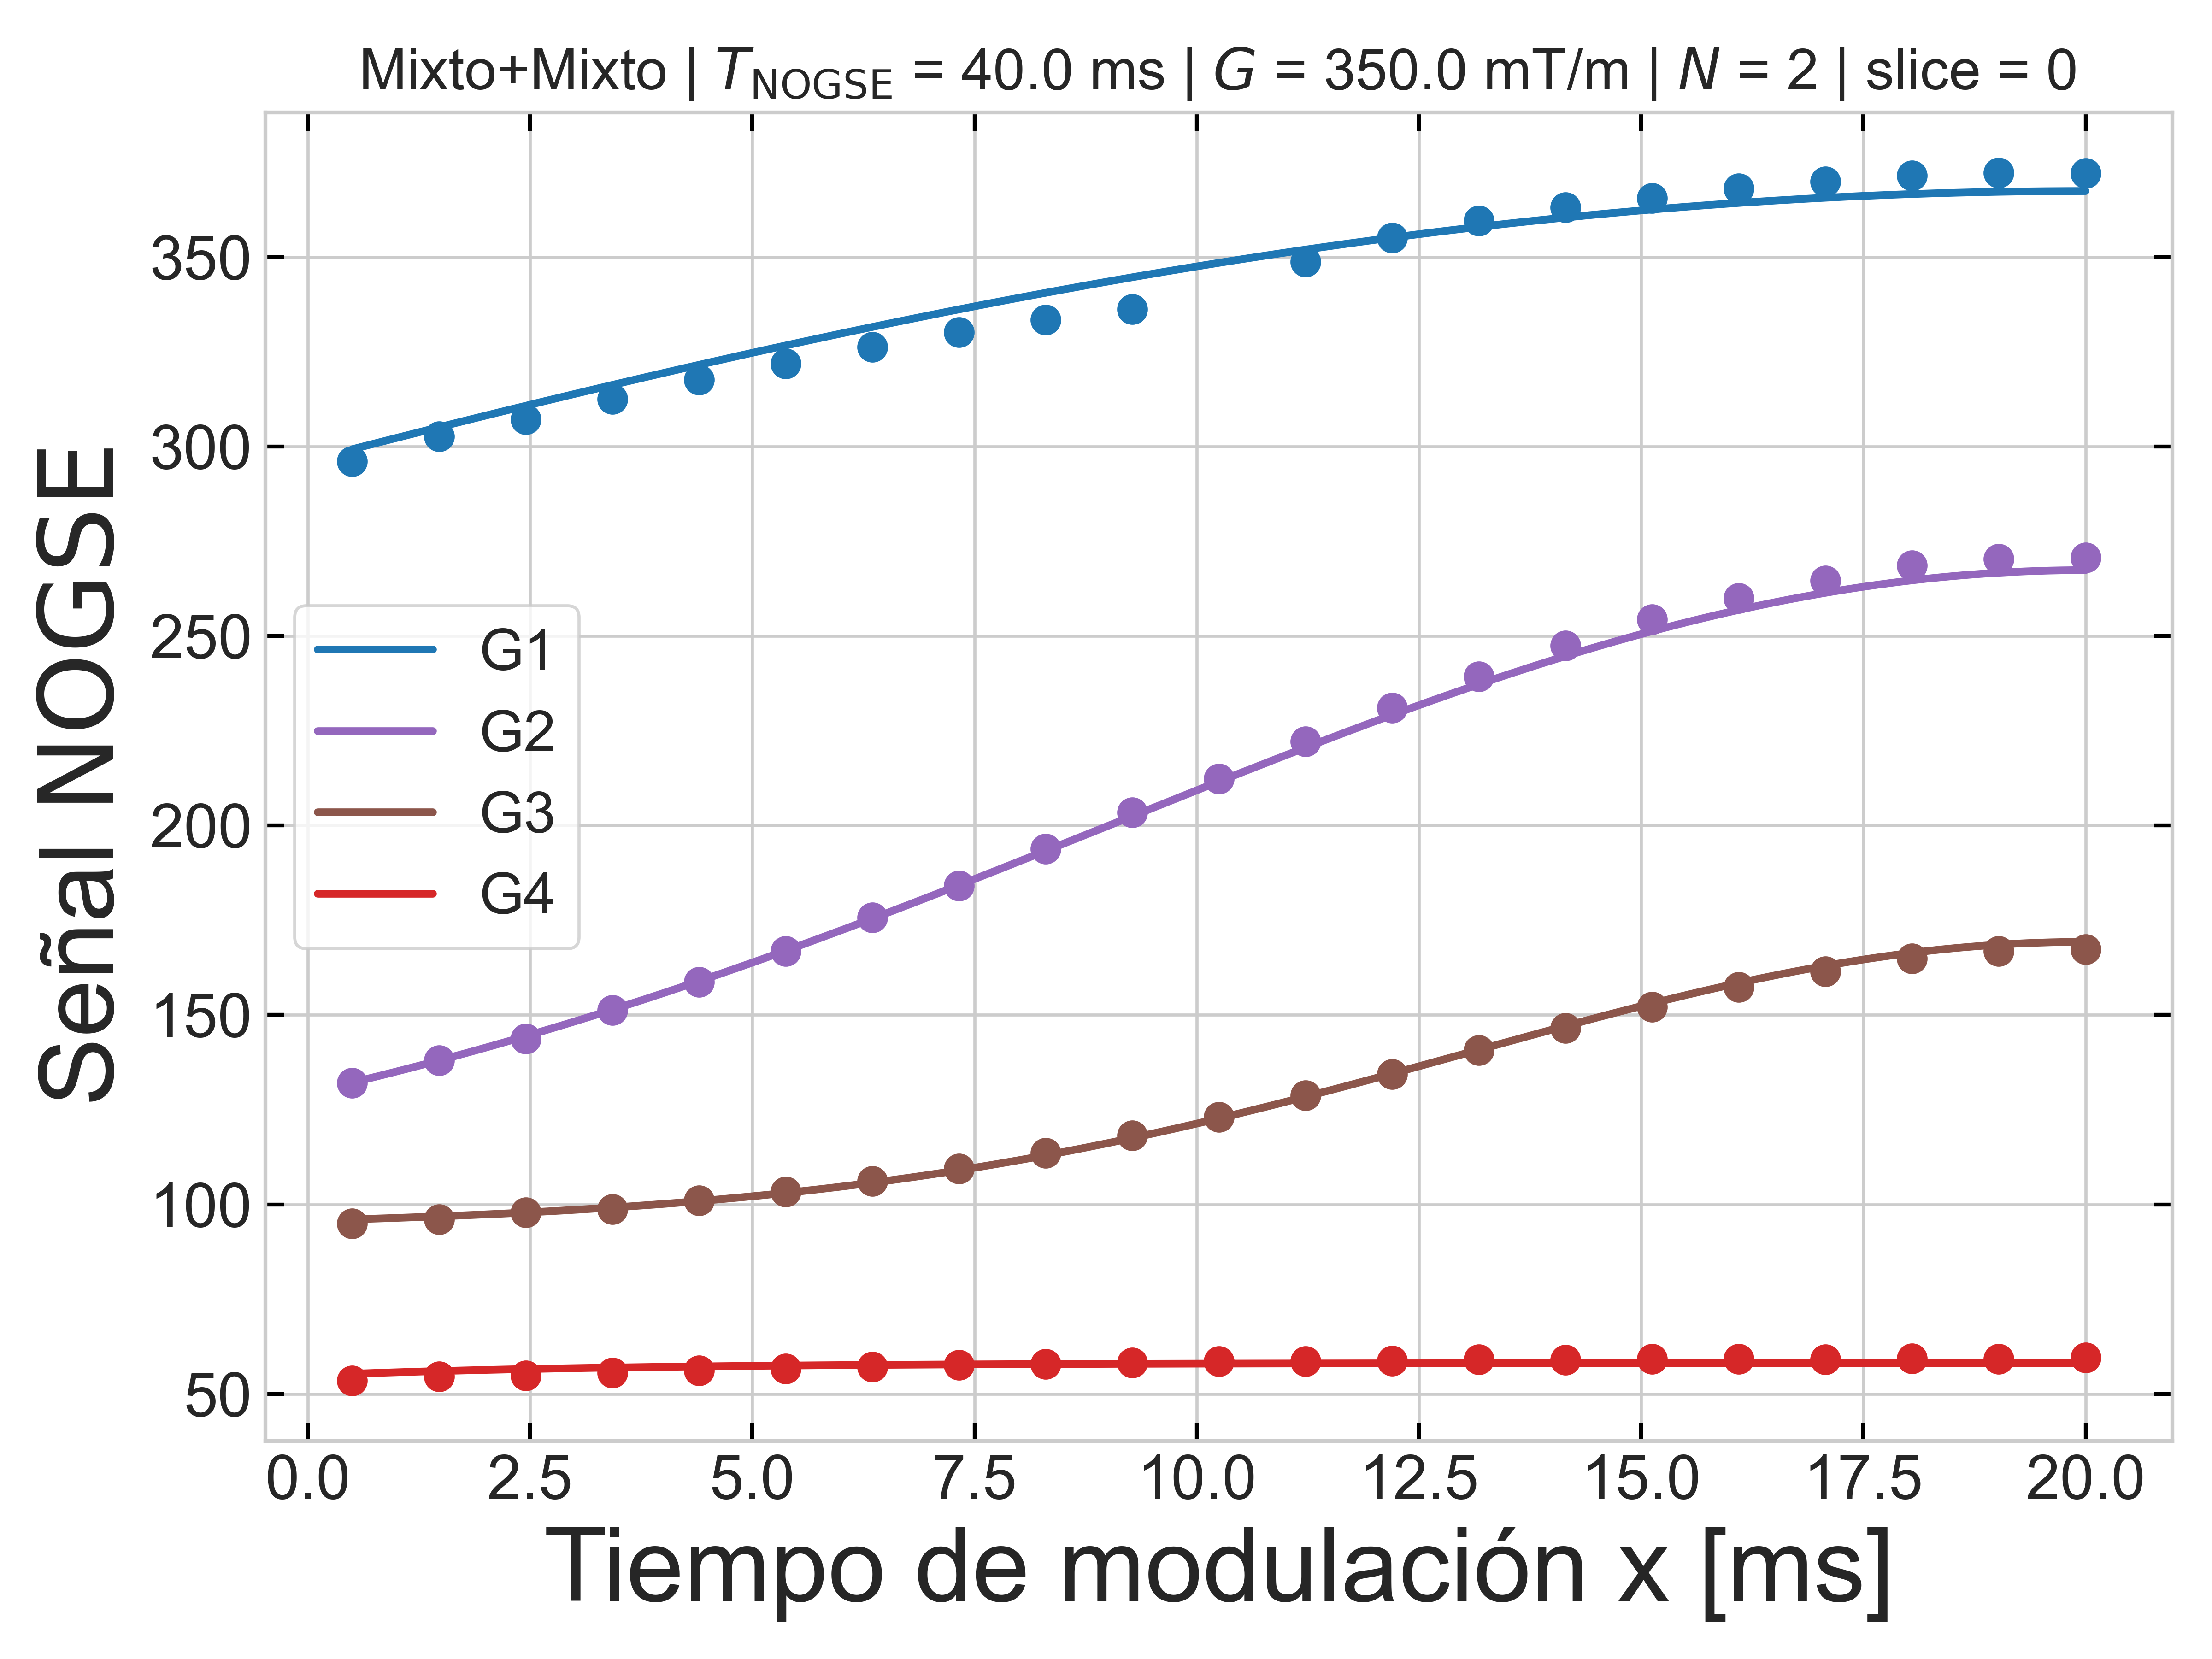 Mixto+Mixto | T_NOGSE = 40.0 ms | G = 350.0 mT/m | N = 2 | slice = 0
Señal NOGSE
350
300
250
200
150
100
50
G1
G2
G3
G4
0.0 2.5 5.0 7.5 10.0 12.5 15.0 17.5 20.0
Tiempo de modulación x [ms]